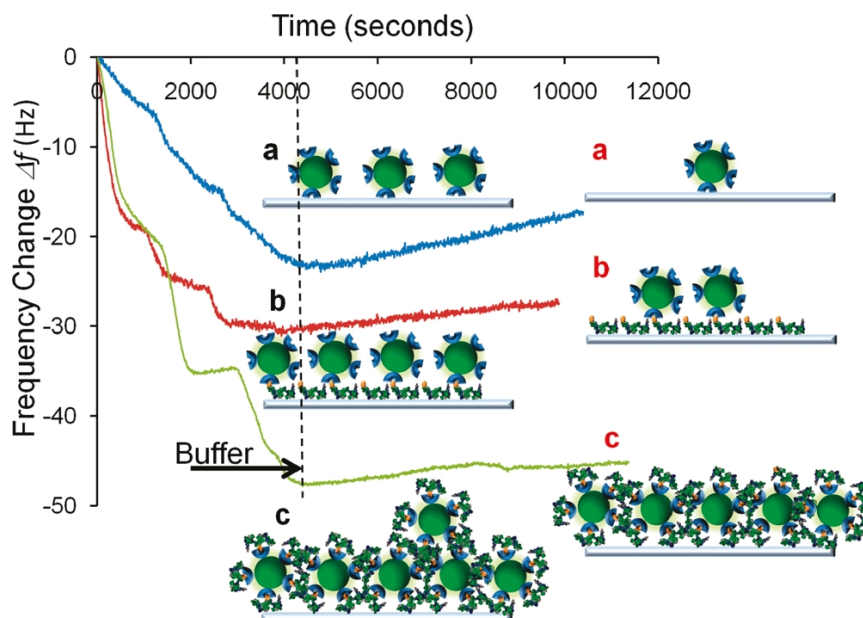 Time (seconds)
0
0 2000 4000 6000 8000 10000 12000
-10
-20
-30
-40
-50
Frequency Change Δf (Hz)
a
a
b
b
Buffer
c
c